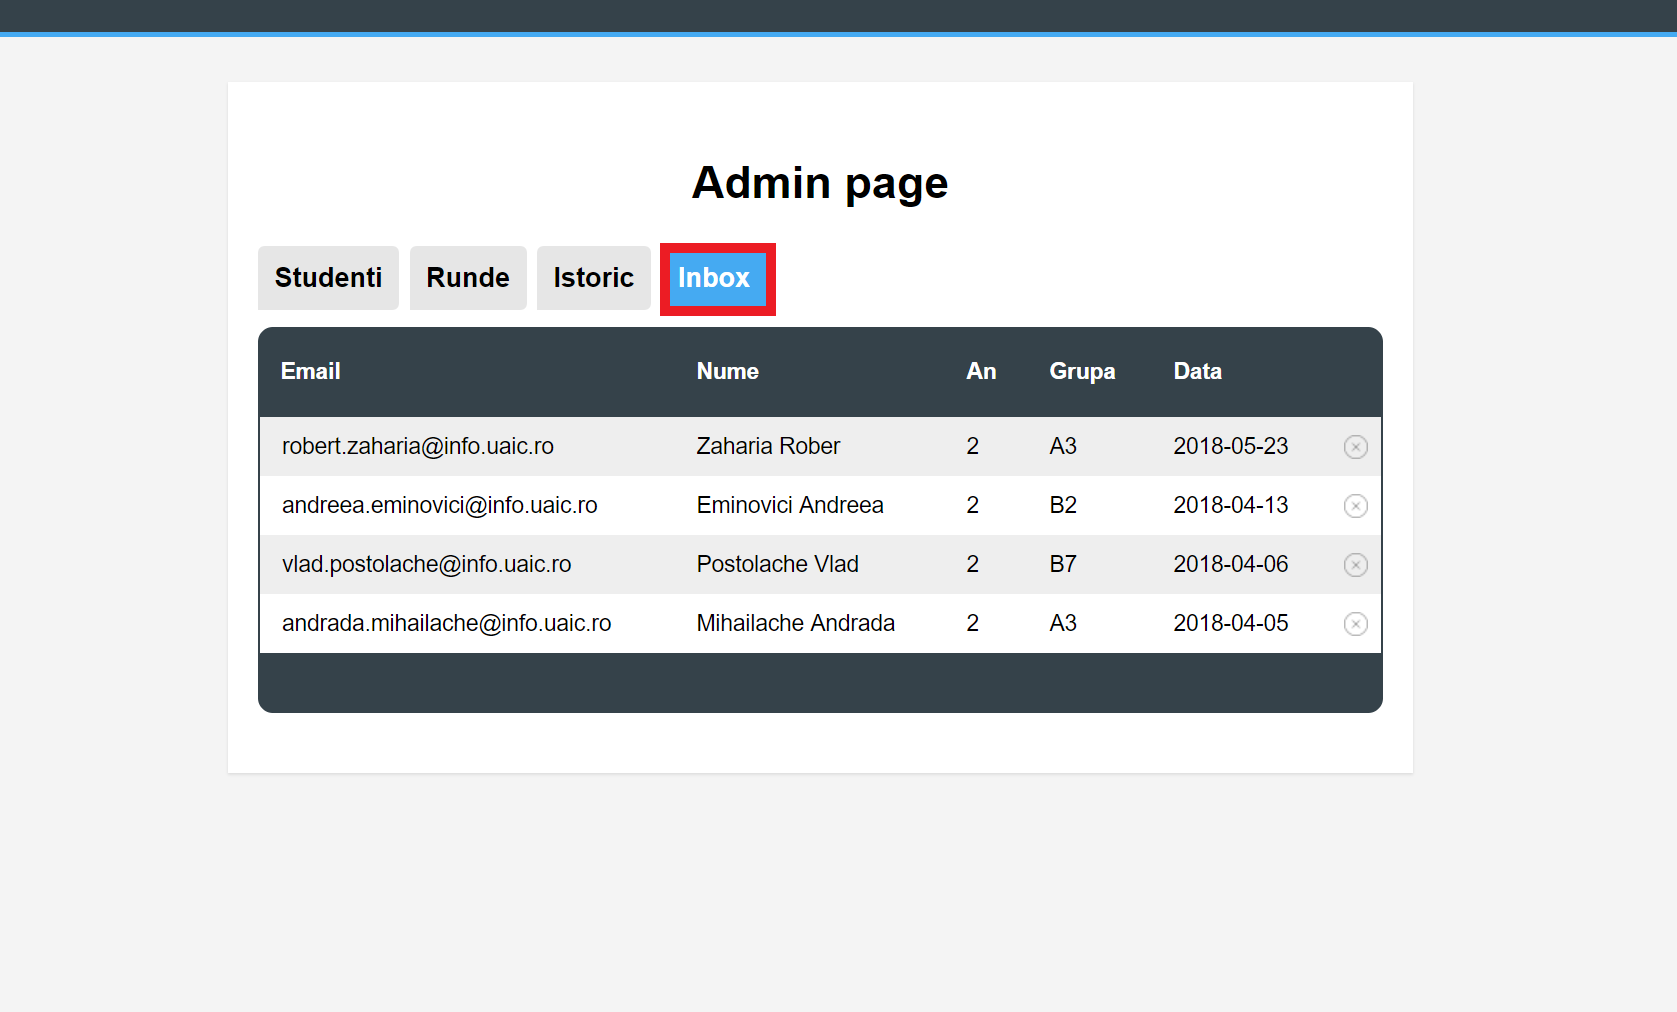 Admin page
Studenti Runde Istoric Inbox
Email Nume An Grupa Data
robert.zaharia@info.uaic.ro Zaharia Rober 2 A3 2018-05-23
andreea.eminovici@info.uaic.ro Eminovici Andreea 2 B2 2018-04-13
vlad.postolache@info.uaic.ro Postolache Vlad 2 B7 2018-04-06
andrada.mihailache@info.uaic.ro Mihailache Andrada 2 A3 2018-04-05